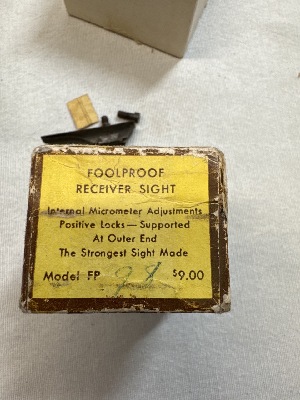 FOOLPROOF
RECEIVER SIGHT
Internal Micrometer Adjustments
Positive Locks—Supported
At Outer End
The Strongest Sight Made
Model FP $9.00